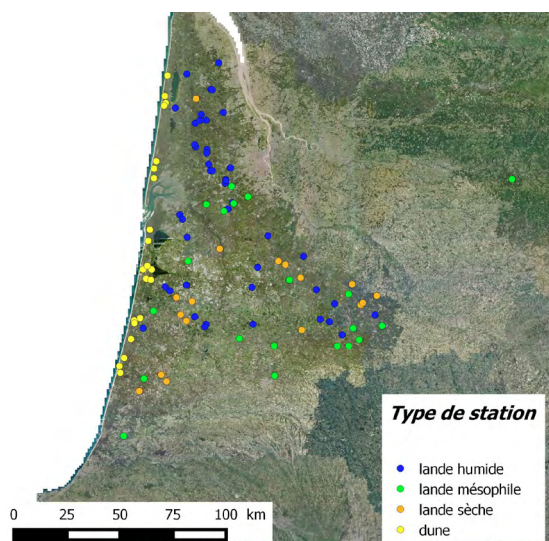 Type de station
lande humide
lande mésophile
lande sèche
dune
0 25 50 75 100 km